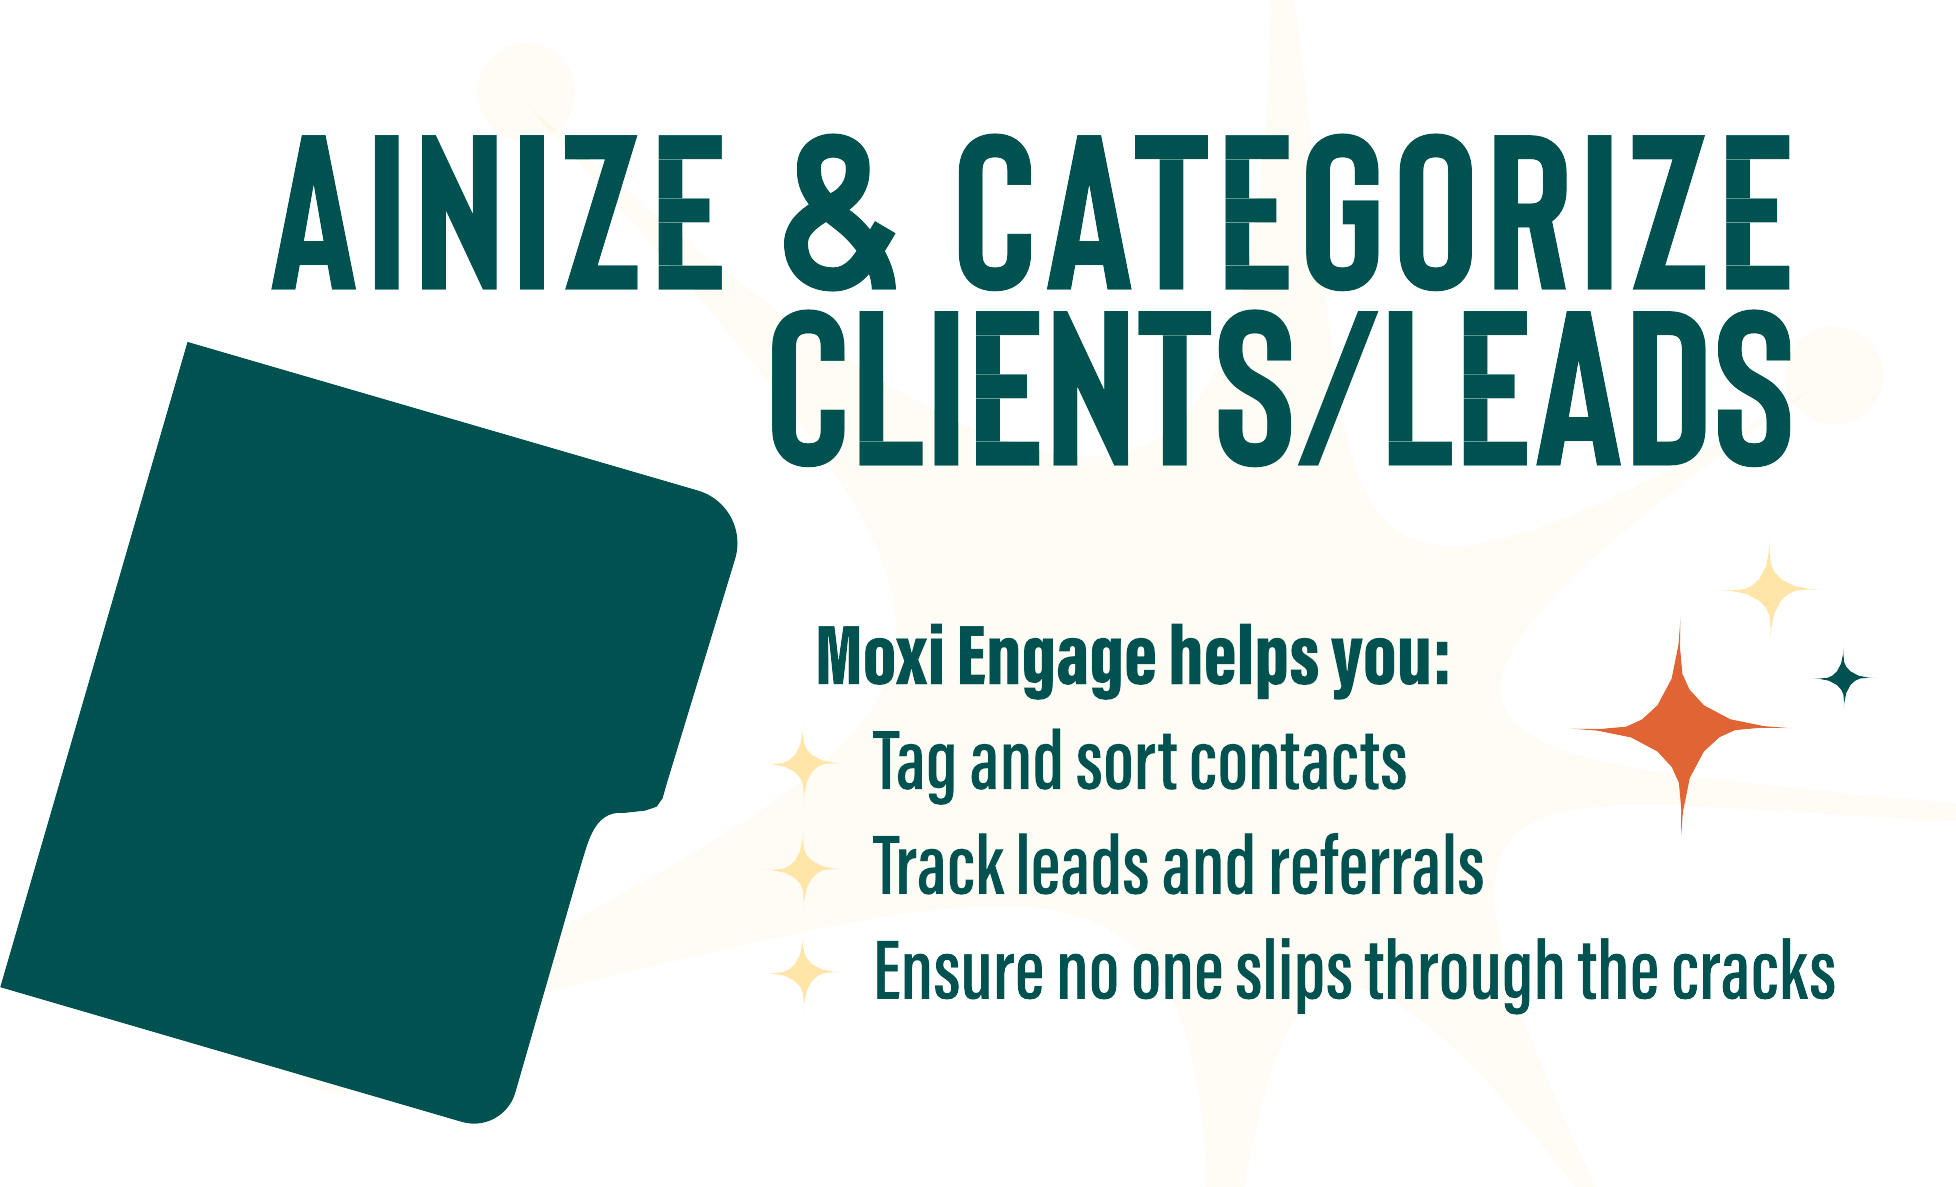 AINIZE & CATEGORIZE
CLIENTS/LEADS
Moxi Engage helps you:
Tag and sort contacts
Track leads and referrals
Ensure no one slips through the cracks